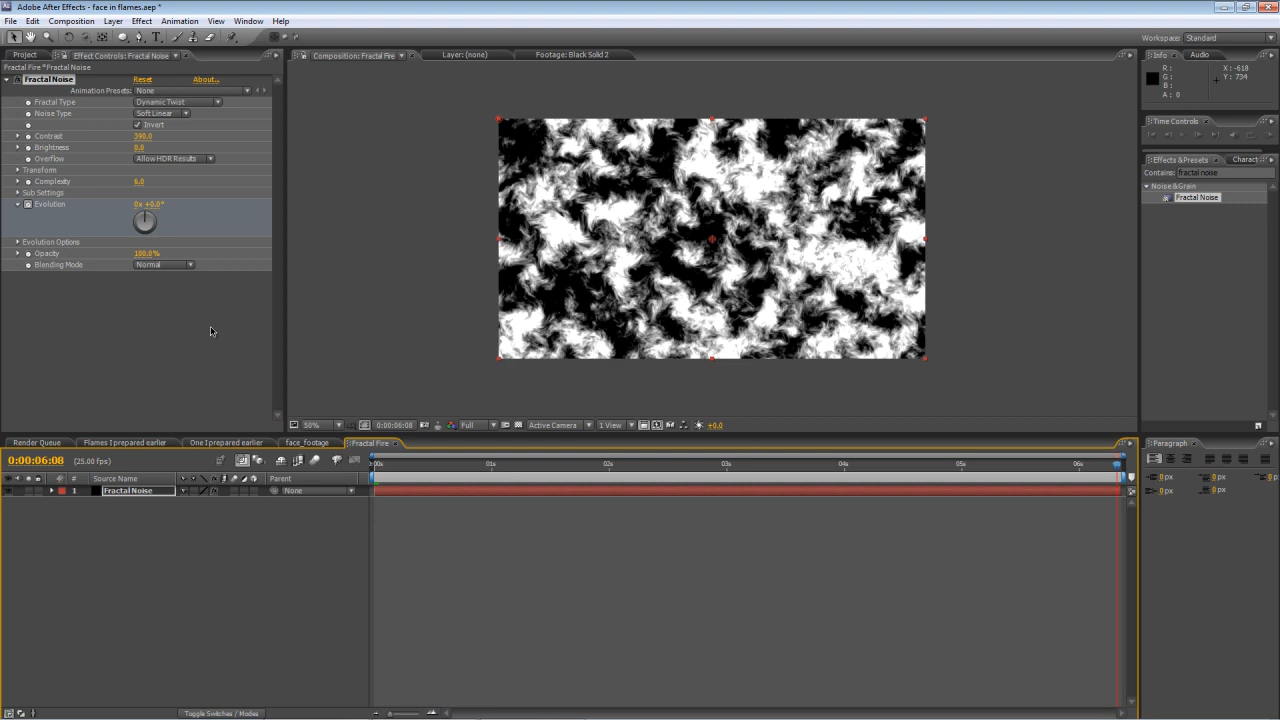 Adobe After Effects - face in flames.aep *
File Edit Composition Layer Effect Animation View Window Help
Workspace: Standard
Project Effect Controls: Fractal Noise
Composition: Fractal Fire Layer: (none) Footage: Black Solid 2
Info Audio
Fractal Fire * Fractal Noise
Fractal Noise Reset About...
Animation Presets: None
Fractal Type Dynamic Twist
Noise Type Soft Linear
Invert
Contrast 390.0
Brightness 0.0
Overflow Allow HDR Results
Transform
Complexity 6.0
Sub Settings
Evolution 0x +0.0°
Evolution Options
Opacity 100.0%
Blending Mode Normal
R :
G :
B :
A : 0
X : -618
Y : 734
Time Controls
Effects & Presets Charact
Contains: fractal noise
Noise & Grain
Fractal Noise
50% 0:00:06:08 Full Active Camera 1 View +0.0
Render Queue Flames I prepared earlier One I prepared earlier face_footage Fractal Fire
Paragraph
0:00:06:08 (25.00 fps)
:00s 01s 02s 03s 04s 05s 06s
# Source Name Parent
1 Fractal Noise None
0 px 0 px 0 p
0 px 0 px
Toggle Switches / Modes